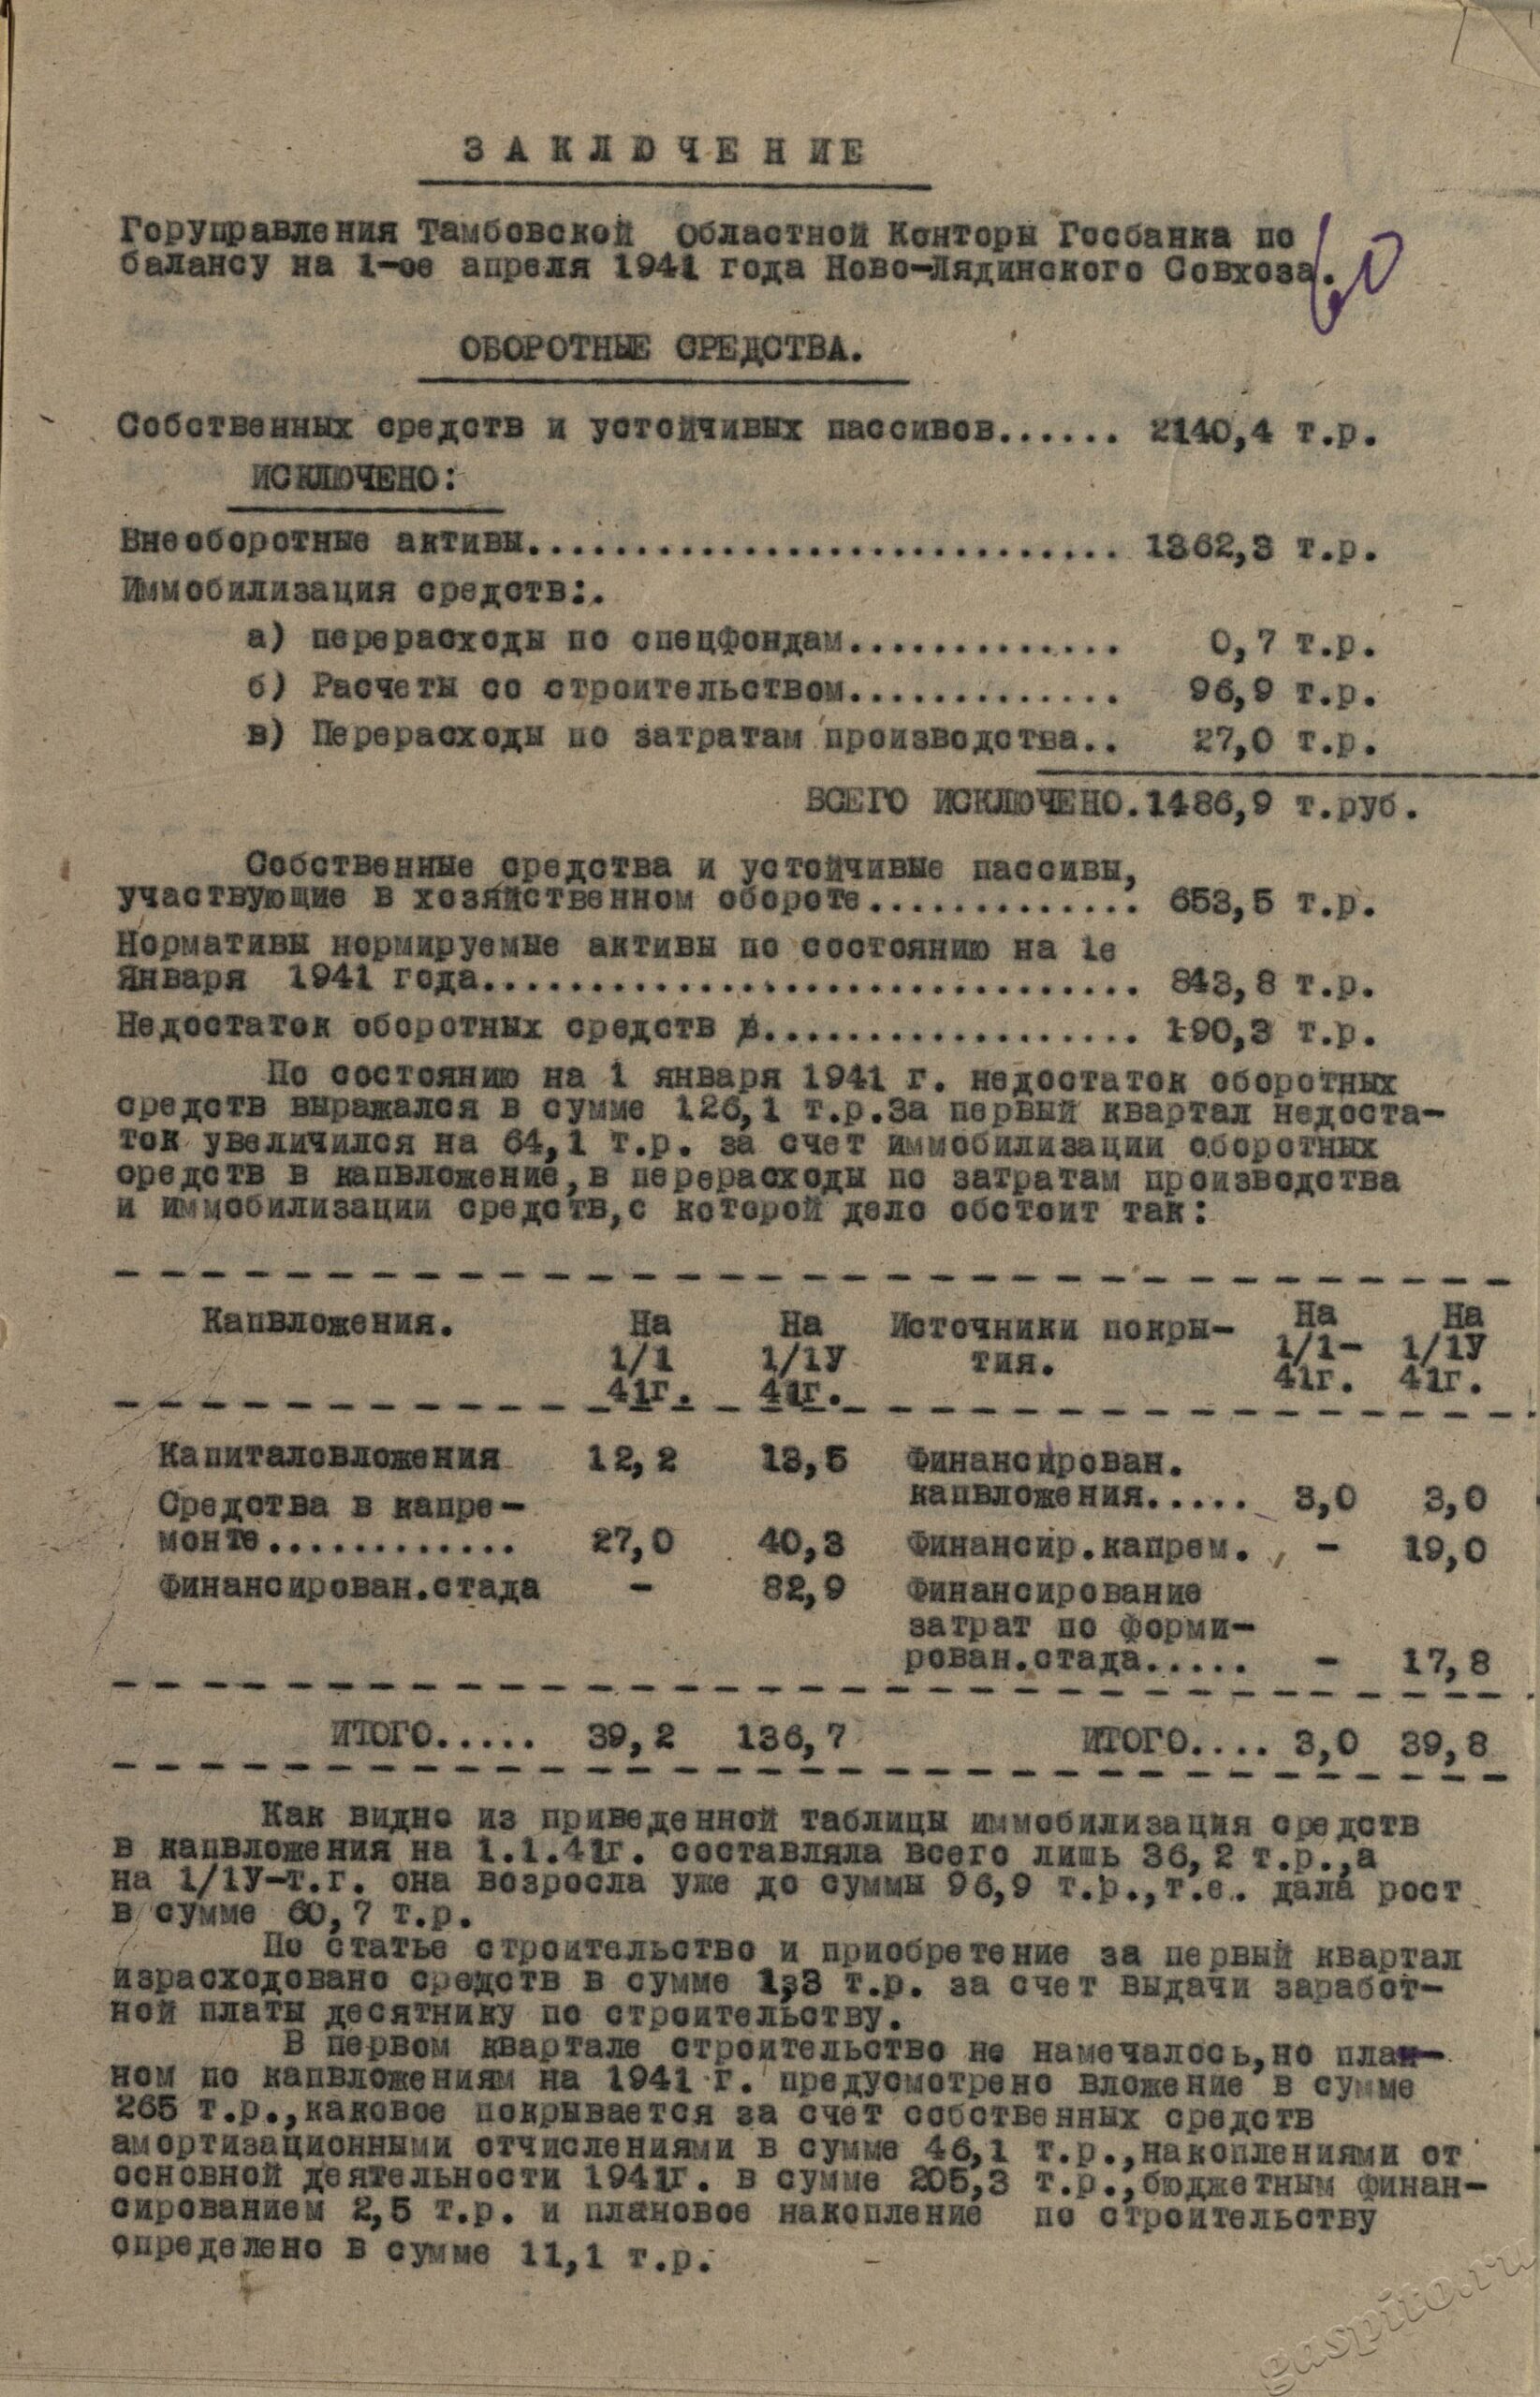 ЗАКЛЮЧЕНИЕ
Горуправления Тамбовской Областной Конторы Госбанка по
балансу на 1-ое апреля 1941 года Ново-Лядинского Совхоза.
60
ОБОРОТНЫЕ СРЕДСТВА.
Собственных средств и устойчивых пассивов...... 2140,4 т.р.
ИСКЛЮЧЕНО:
Внеоборотные активы............................ 1362,3 т.р.
Иммобилизация средств:.
а) перерасходы по спецфондам............. 0,7 т.р.
б) Расчеты со строительством............. 96,9 т.р.
в) Перерасходы по затратам производства.. 27,0 т.р.
ВСЕГО ИСКЛЮЧЕНО.1486,9 т.руб.
Собственные средства и устойчивые пассивы,
участвующие в хозяйственном обороте............. 653,5 т.р.
Нормативы нормируемые активы по состоянию на 1е
Января 1941 года............................... 843,8 т.р.
Недостаток оборотных средств .................. 190,3 т.р.
По состоянию на 1 января 1941 г. недостаток оборотных
средств выражался в сумме 126,1 т.р.За первый квартал недоста-
ток увеличился на 64,1 т.р. за счет иммобилизации оборотных
средств в капвложение,в перерасходы по затратам производства
и иммобилизации средств,с которой дело обстоит так:
Капвложения. На На Источники покры- На На
1/1 1/1У тия. 1/1- 1/1У
41г. 41г. 41г. 41г.
Капиталовложения 12,2 13,5 Финансирован.
капвложения..... 3,0 3,0
Средства в капре-
монте............ 27,0 40,3 Финансир.капрем. - 19,0
Финансирован.стада - 82,9 Финансирование
затрат по форми-
рован.стада..... - 17,8
ИТОГО..... 39,2 136,7 ИТОГО.... 3,0 39,8
Как видно из приведенной таблицы иммобилизация средств
в капвложения на 1.1.41г. составляла всего лишь 36,2 т.р.,а
на 1/1У-т.г. она возросла уже до суммы 96,9 т.р.,т.е. дала рост
в сумме 60,7 т.р.
По статье строительство и приобретение за первый квартал
израсходовано средств в сумме 1,3 т.р. за счет выдачи заработ-
ной платы десятнику по строительству.
В первом квартале строительство не намечалось,но план-
ном по капвложениям на 1941 г. предусмотрено вложение в сумме
265 т.р.,каковое покрывается за счет собственных средств
амортизационными отчислениями в сумме 46,1 т.р.,накоплениями от
основной деятельности 1941г. в сумме 205,3 т.р.,бюджетным финан-
сированием 2,5 т.р. и плановое накопление по строительству
определено в сумме 11,1 т.р.
gaspito.ru